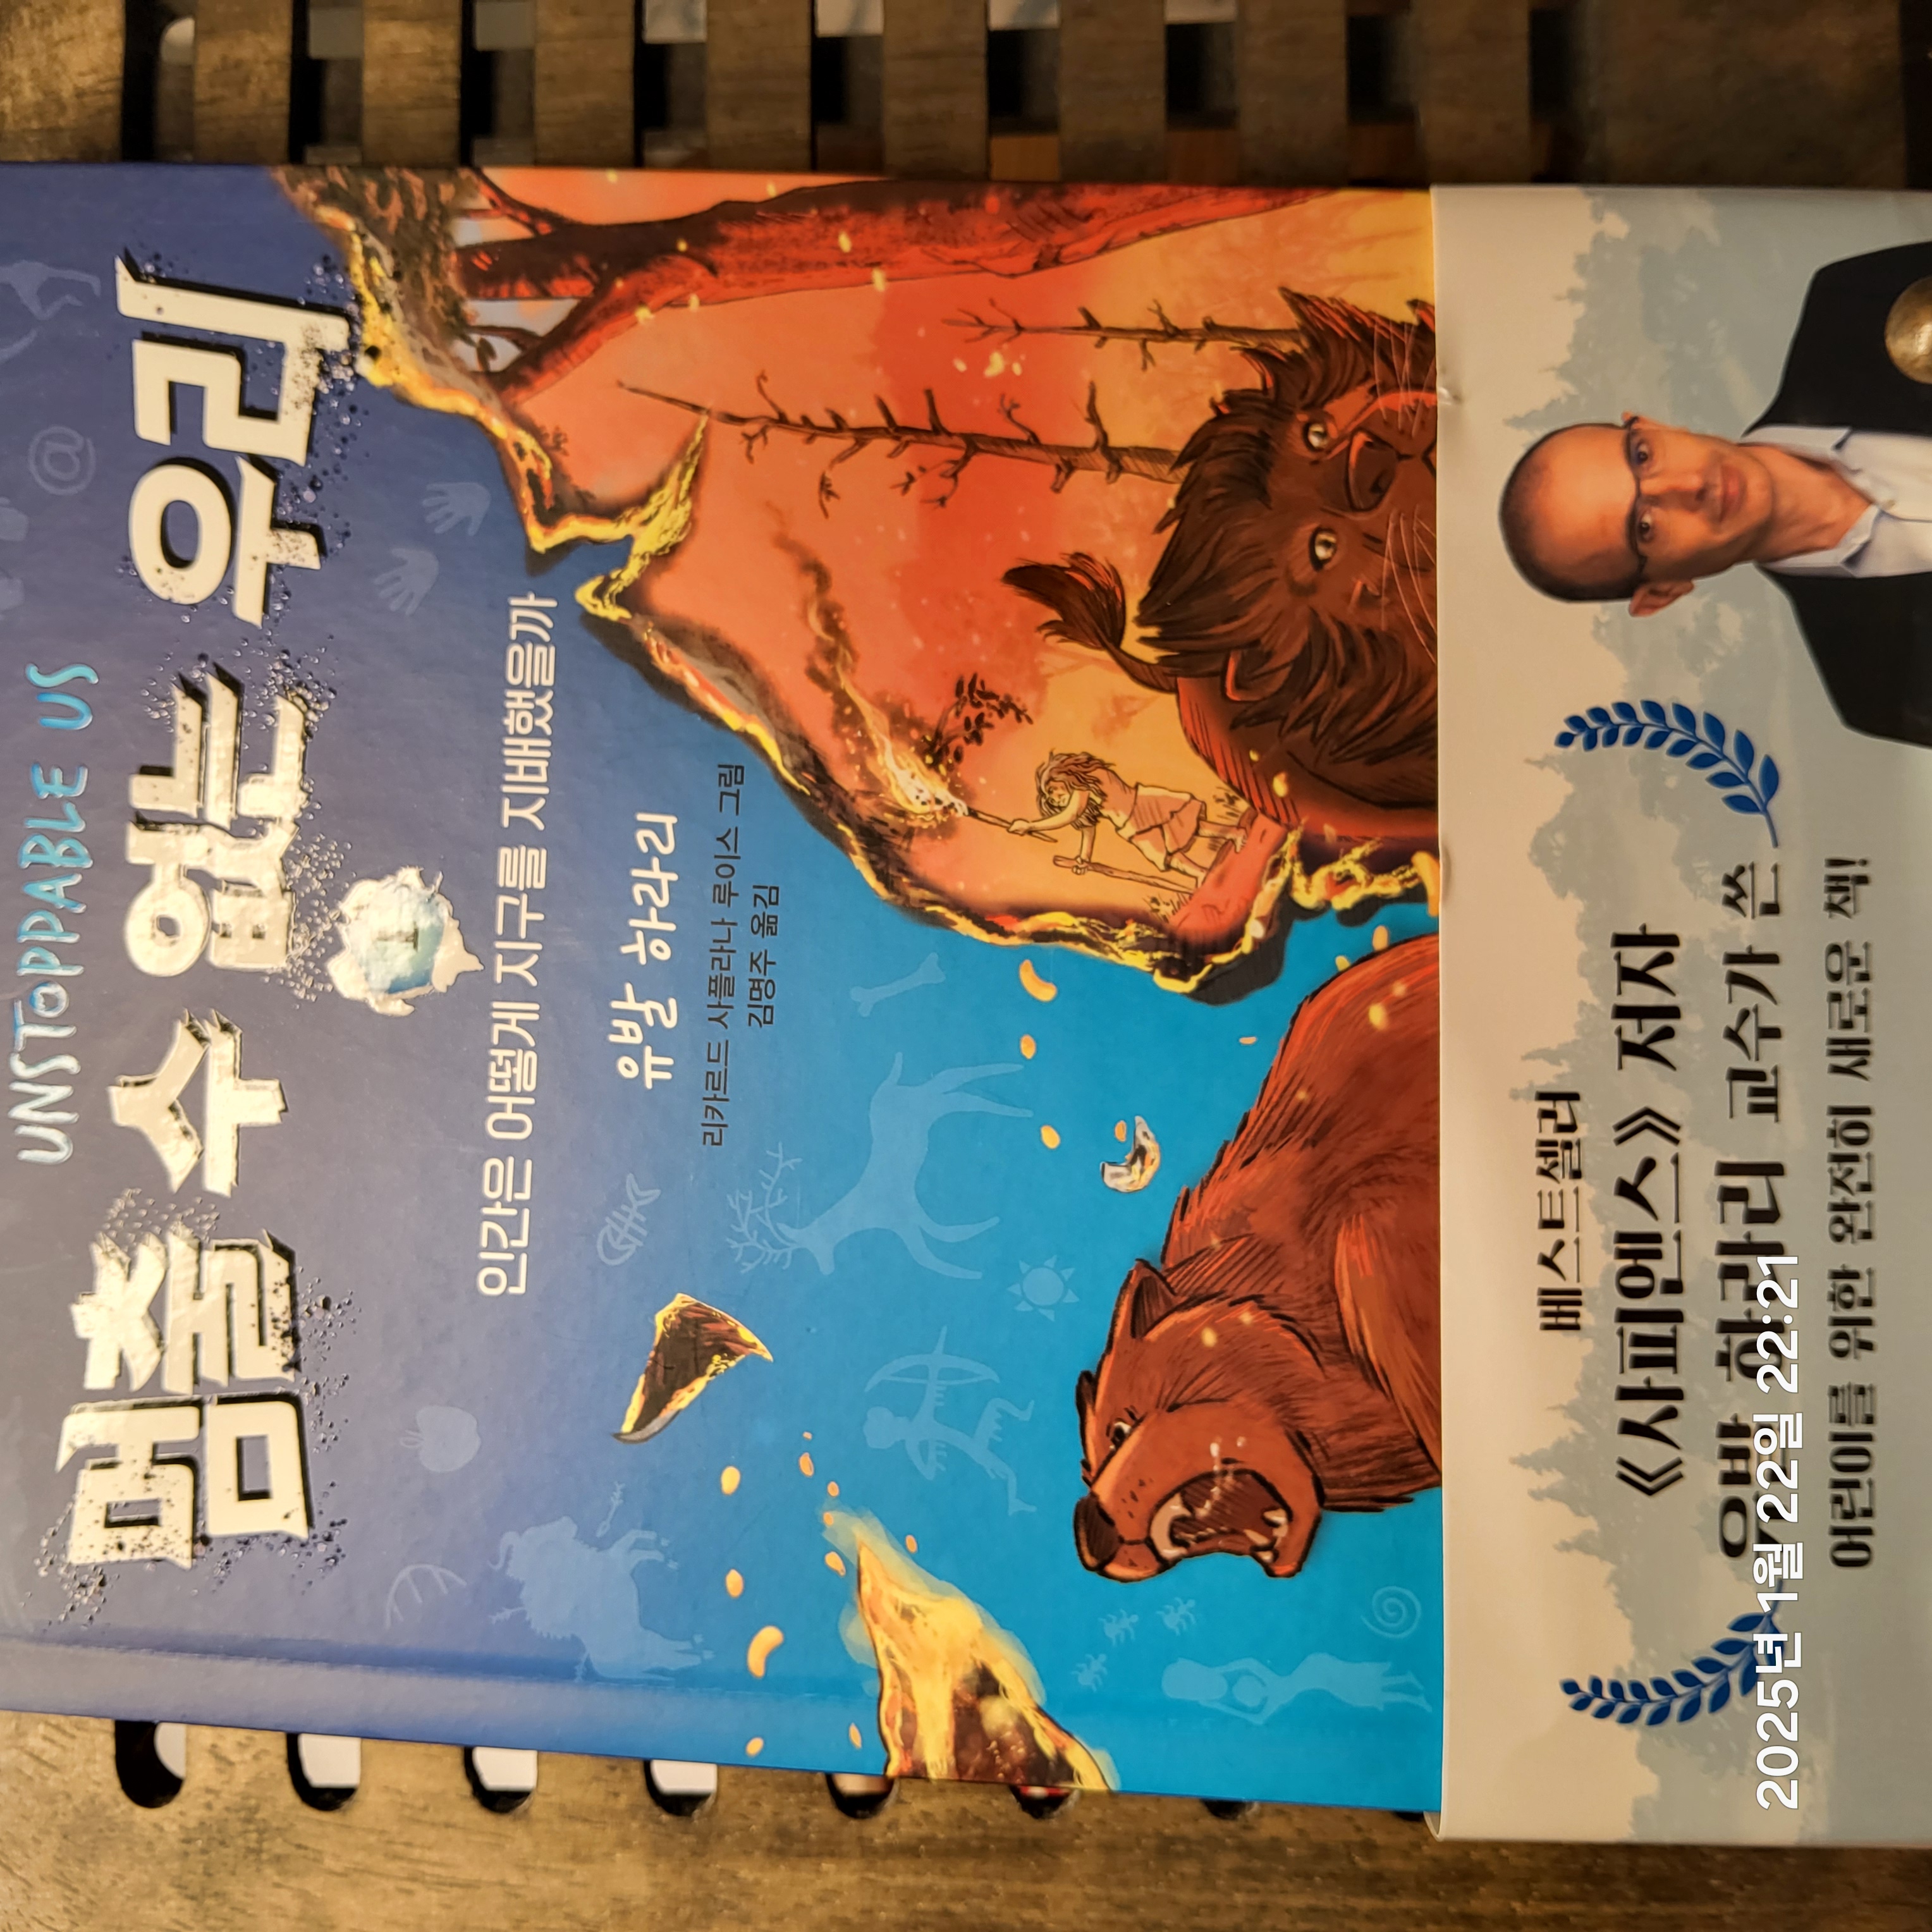 UNSTOPPABLE US
멈출 수 없는 우리
1
인간은 어떻게 지구를 지배했을까
유발 하라리
리카르드 사플라나 루이스 그림
김명주 옮김
베스트셀러
《사피엔스》 저자
유발 하라리 교수가 쓴
어린이를 위한 완전히 새로운 책!
2025년 1월 22일 22:21